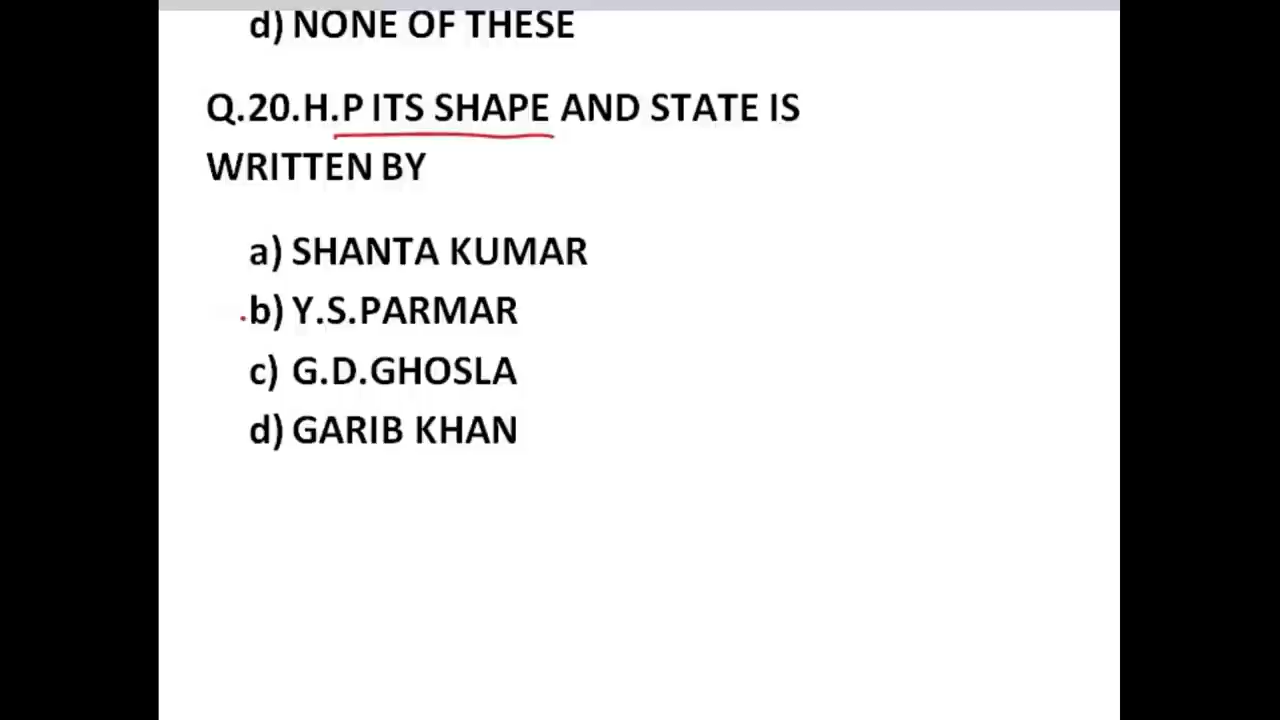 d) NONE OF THESE
Q.20.H.P ITS SHAPE AND STATE IS
WRITTEN BY
a) SHANTA KUMAR
b) Y.S.PARMAR
c) G.D.GHOSLA
d) GARIB KHAN